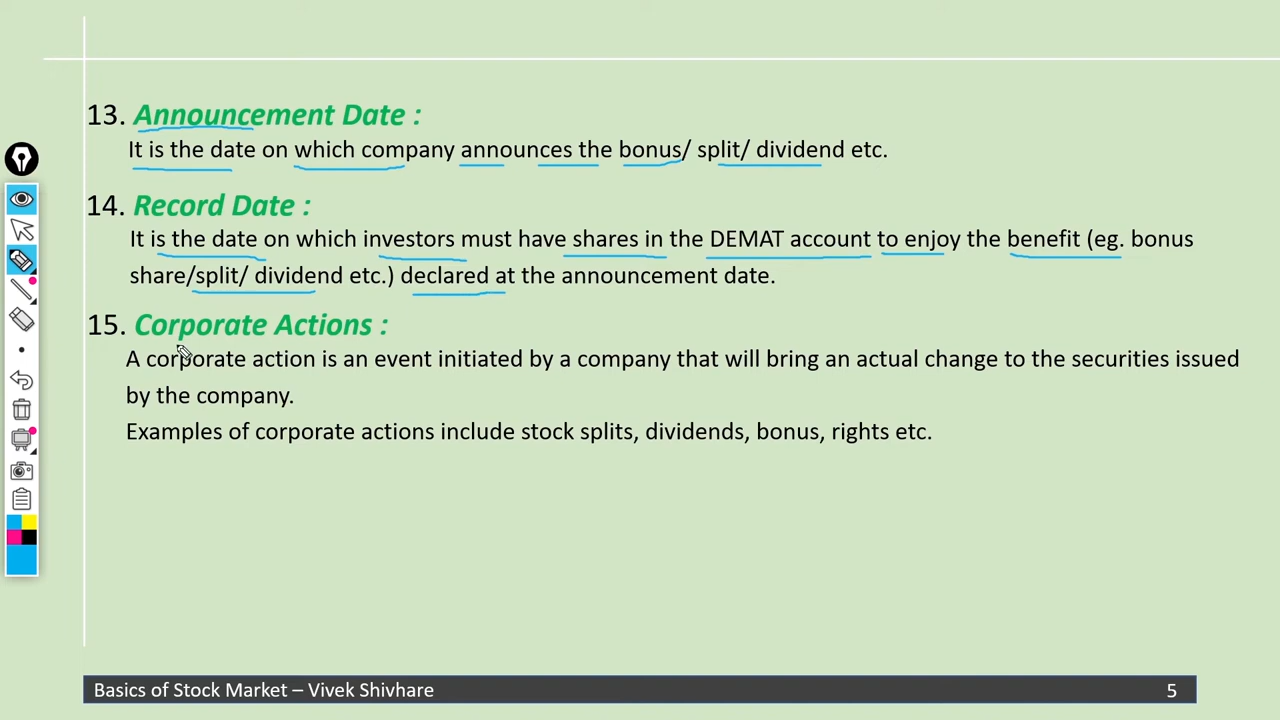 13. Announcement Date :
It is the date on which company announces the bonus/ split/ dividend etc.
14. Record Date :
It is the date on which investors must have shares in the DEMAT account to enjoy the benefit (eg. bonus
share/split/ dividend etc.) declared at the announcement date.
15. Corporate Actions :
A corporate action is an event initiated by a company that will bring an actual change to the securities issued
by the company.
Examples of corporate actions include stock splits, dividends, bonus, rights etc.
Basics of Stock Market – Vivek Shivhare 5